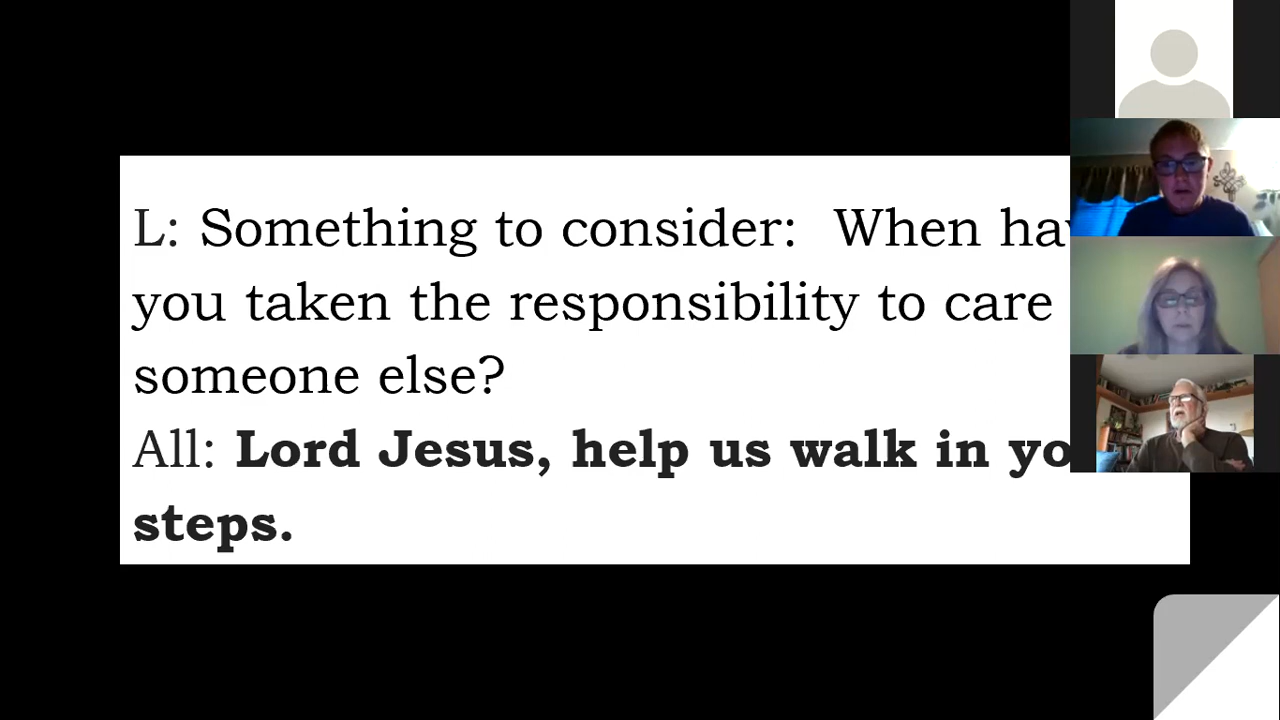 L: Something to consider:  When hav
you taken the responsibility to care
someone else?
All: Lord Jesus, help us walk in yo
steps.